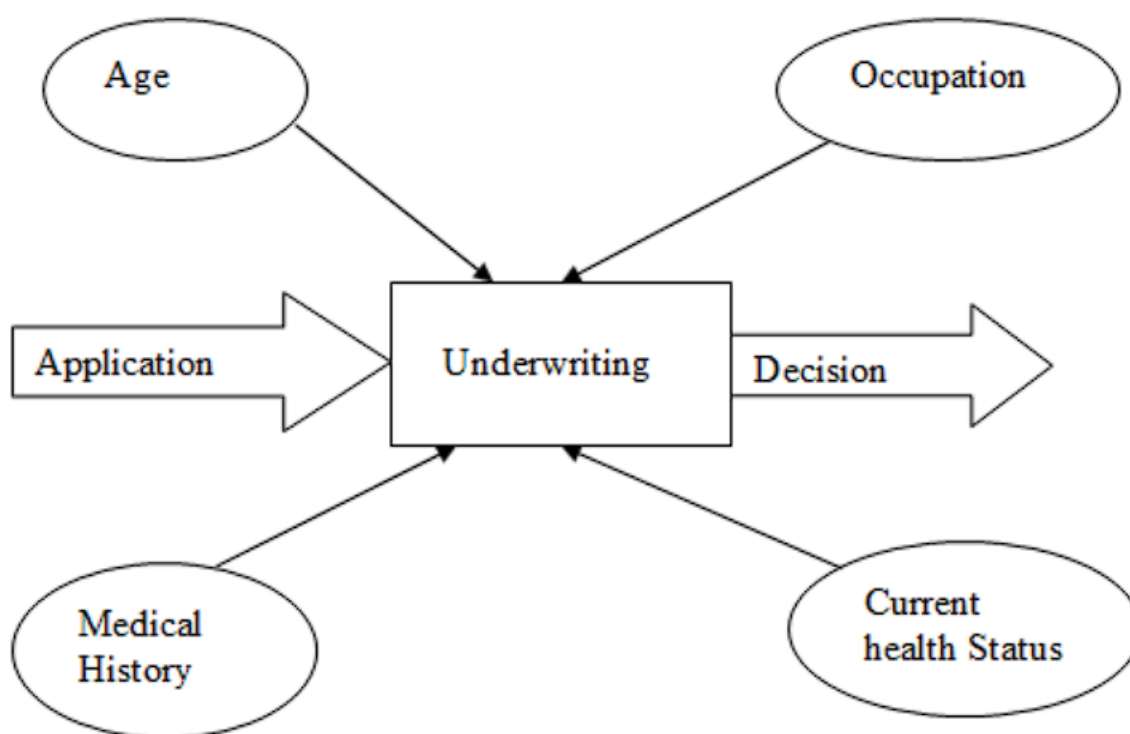 Age
Occupation
Application
Underwriting
Decision
Medical
History
Current
health Status